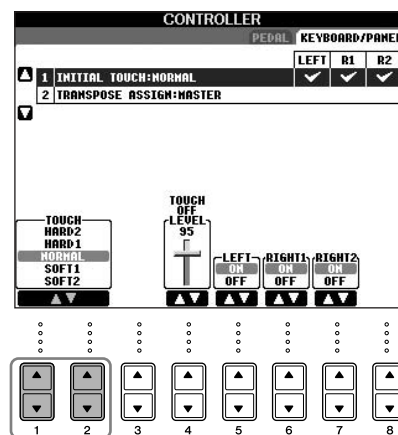 CONTROLLER
PEDAL KEYBOARD/PANEL
LEFT R1 R2
1 INITIAL TOUCH:NORMAL
2 TRANSPOSE ASSIGN:MASTER
TOUCH
HARD2
HARD1
NORMAL
SOFT1
SOFT2
TOUCH
OFF
LEVEL
95
LEFT
ON
OFF
RIGHT1
ON
OFF
RIGHT2
ON
OFF
1 2 3 4 5 6 7 8